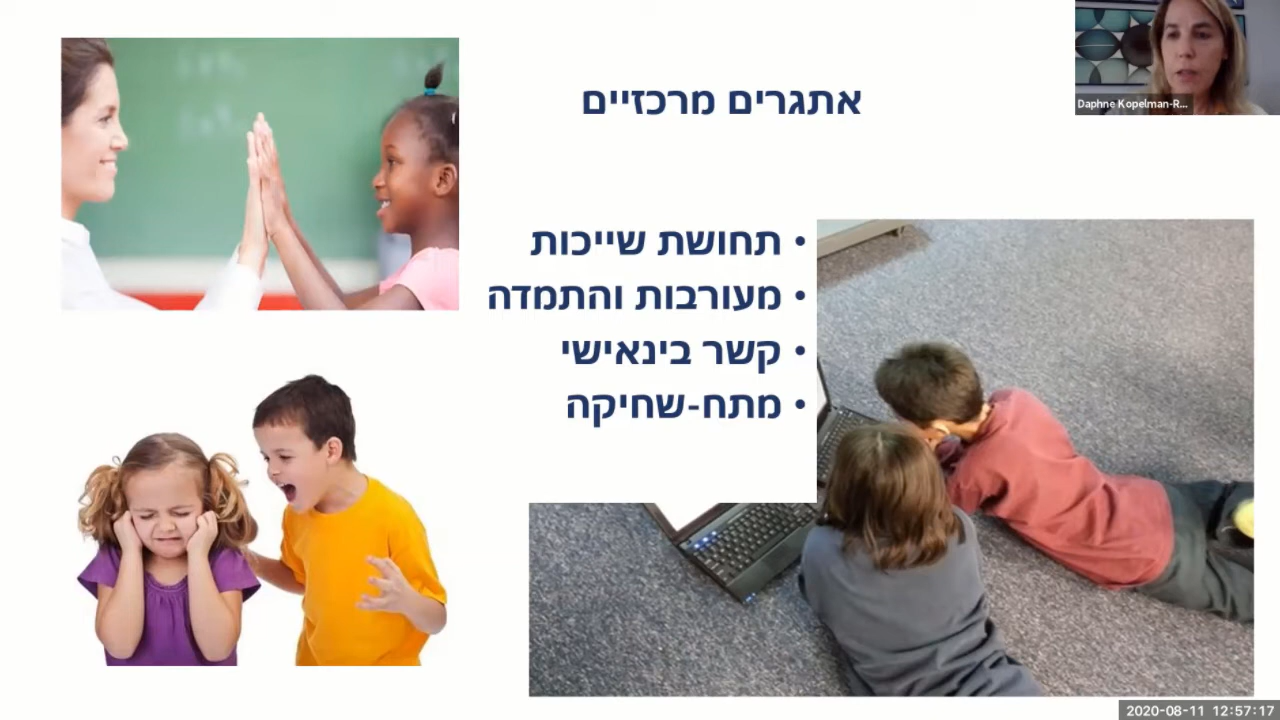 Daphne Kopelman-R...
אתגרים מרכזיים
• תחושת שייכות
• מעורבות והתמדה
• קשר בינאישי
• מתח-שחיקה
2020-08-11 12:57:17